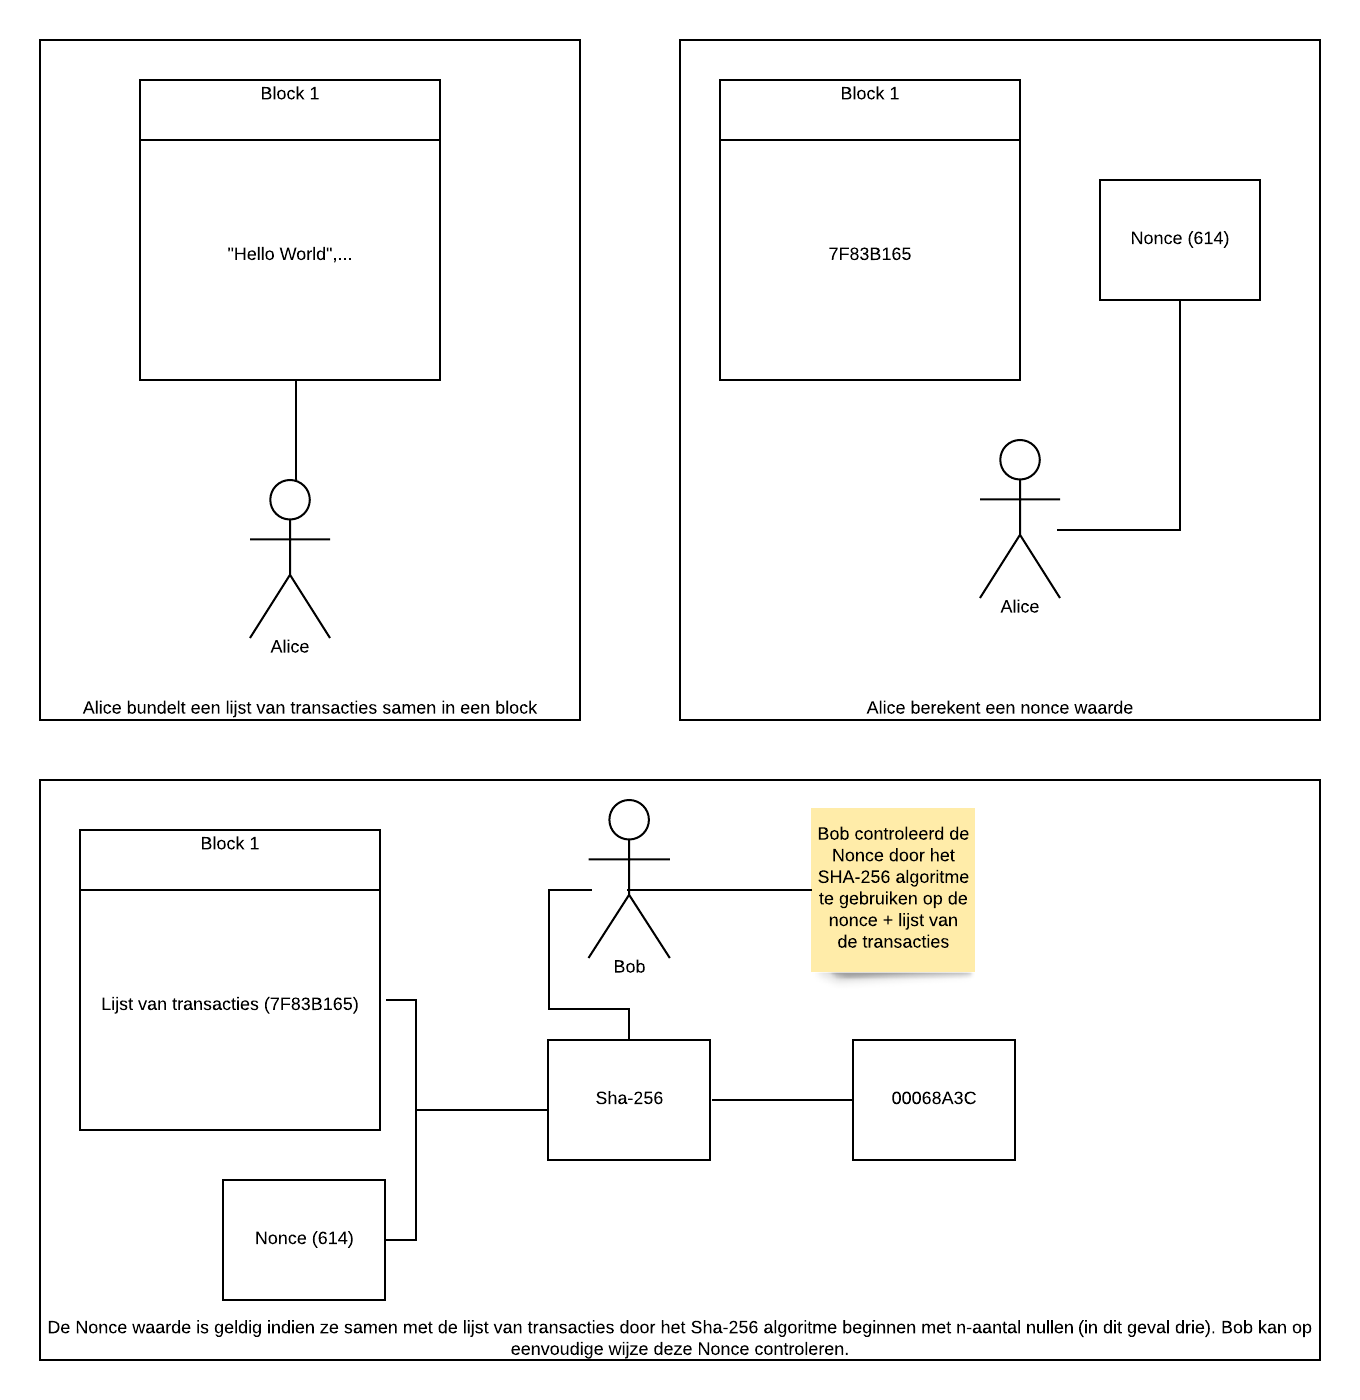 Block 1
"Hello World",...
Alice
Alice bundelt een lijst van transacties samen in een block
Block 1
7F83B165
Nonce (614)
Alice
Alice berekent een nonce waarde
Block 1
Lijst van transacties (7F83B165)
Nonce (614)
Bob
Bob controleerd de
Nonce door het
SHA-256 algoritme
te gebruiken op de
nonce + lijst van
de transacties
Sha-256
00068A3C
De Nonce waarde is geldig indien ze samen met de lijst van transacties door het Sha-256 algoritme beginnen met n-aantal nullen (in dit geval drie). Bob kan op
eenvoudige wijze deze Nonce controleren.